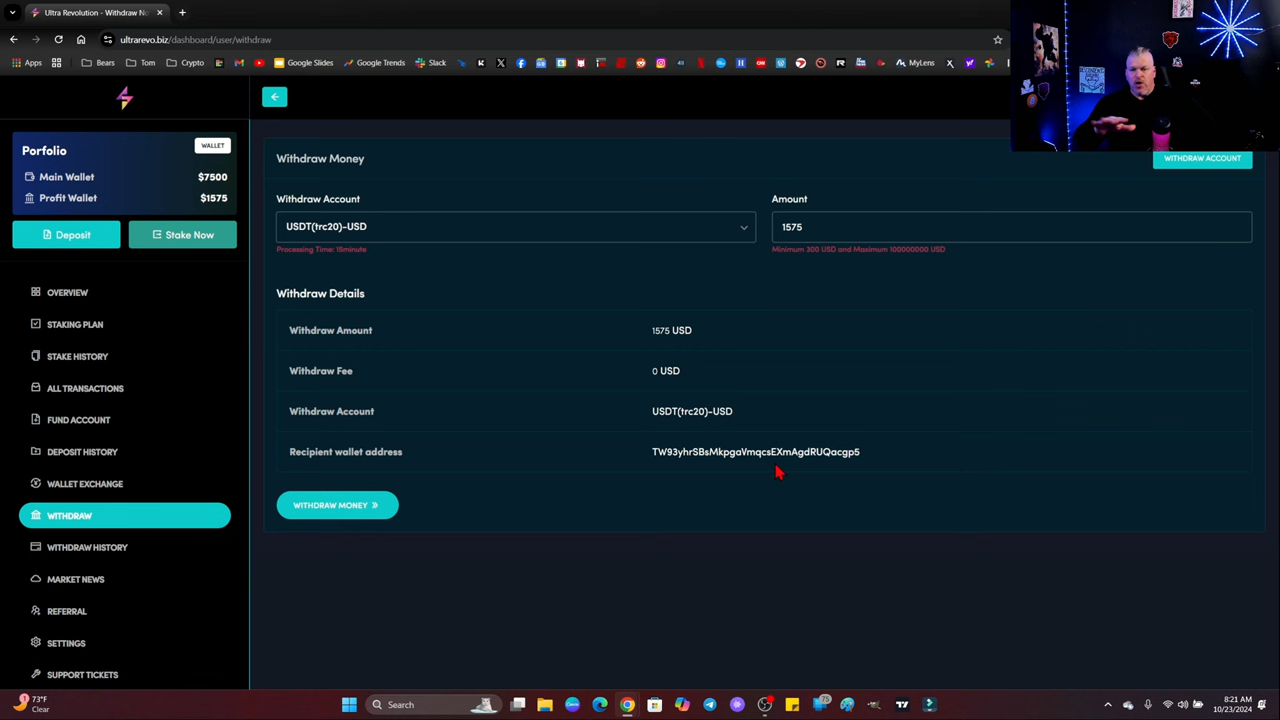 Ultra Revolution - Withdraw No
ultrarevo.biz/dashboard/user/withdraw
Apps Bears Tom Crypto Google Slides Google Trends Slack MyLens
Porfolio
WALLET
Main Wallet $7500
Profit Wallet $1575
Deposit
Stake Now
OVERVIEW
STAKING PLAN
STAKE HISTORY
ALL TRANSACTIONS
FUND ACCOUNT
DEPOSIT HISTORY
WALLET EXCHANGE
WITHDRAW
WITHDRAW HISTORY
MARKET NEWS
REFERRAL
SETTINGS
SUPPORT TICKETS
Withdraw Money
WITHDRAW ACCOUNT
Withdraw Account
USDT(trc20)-USD
Processing Time: 15minute
Amount
1575
Minimum 300 USD and Maximum 100000000 USD
Withdraw Details
Withdraw Amount 1575 USD
Withdraw Fee 0 USD
Withdraw Account USDT(trc20)-USD
Recipient wallet address TW93yhrSBsMkpgaVmqcsEXmAgdRUQacgp5
WITHDRAW MONEY »
73°F
Clear
Search
8:21 AM
10/23/2024